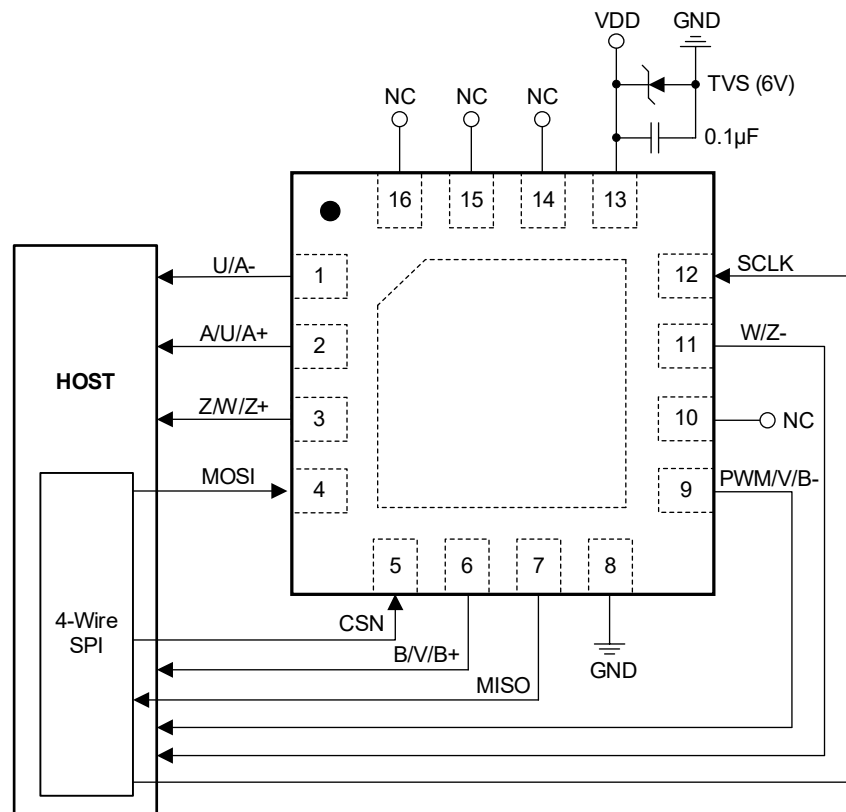 VDD GND
TVS (6V)
NC NC NC
0.1µF
16 15 14 13
U/A- 1 12 SCLK
A/U/A+ 2 11 W/Z-
HOST
Z/W/Z+ 3 10 NC
MOSI 4 9 PWM/V/B-
5 6 7 8
4-Wire
SPI
CSN
B/V/B+ GND
MISO